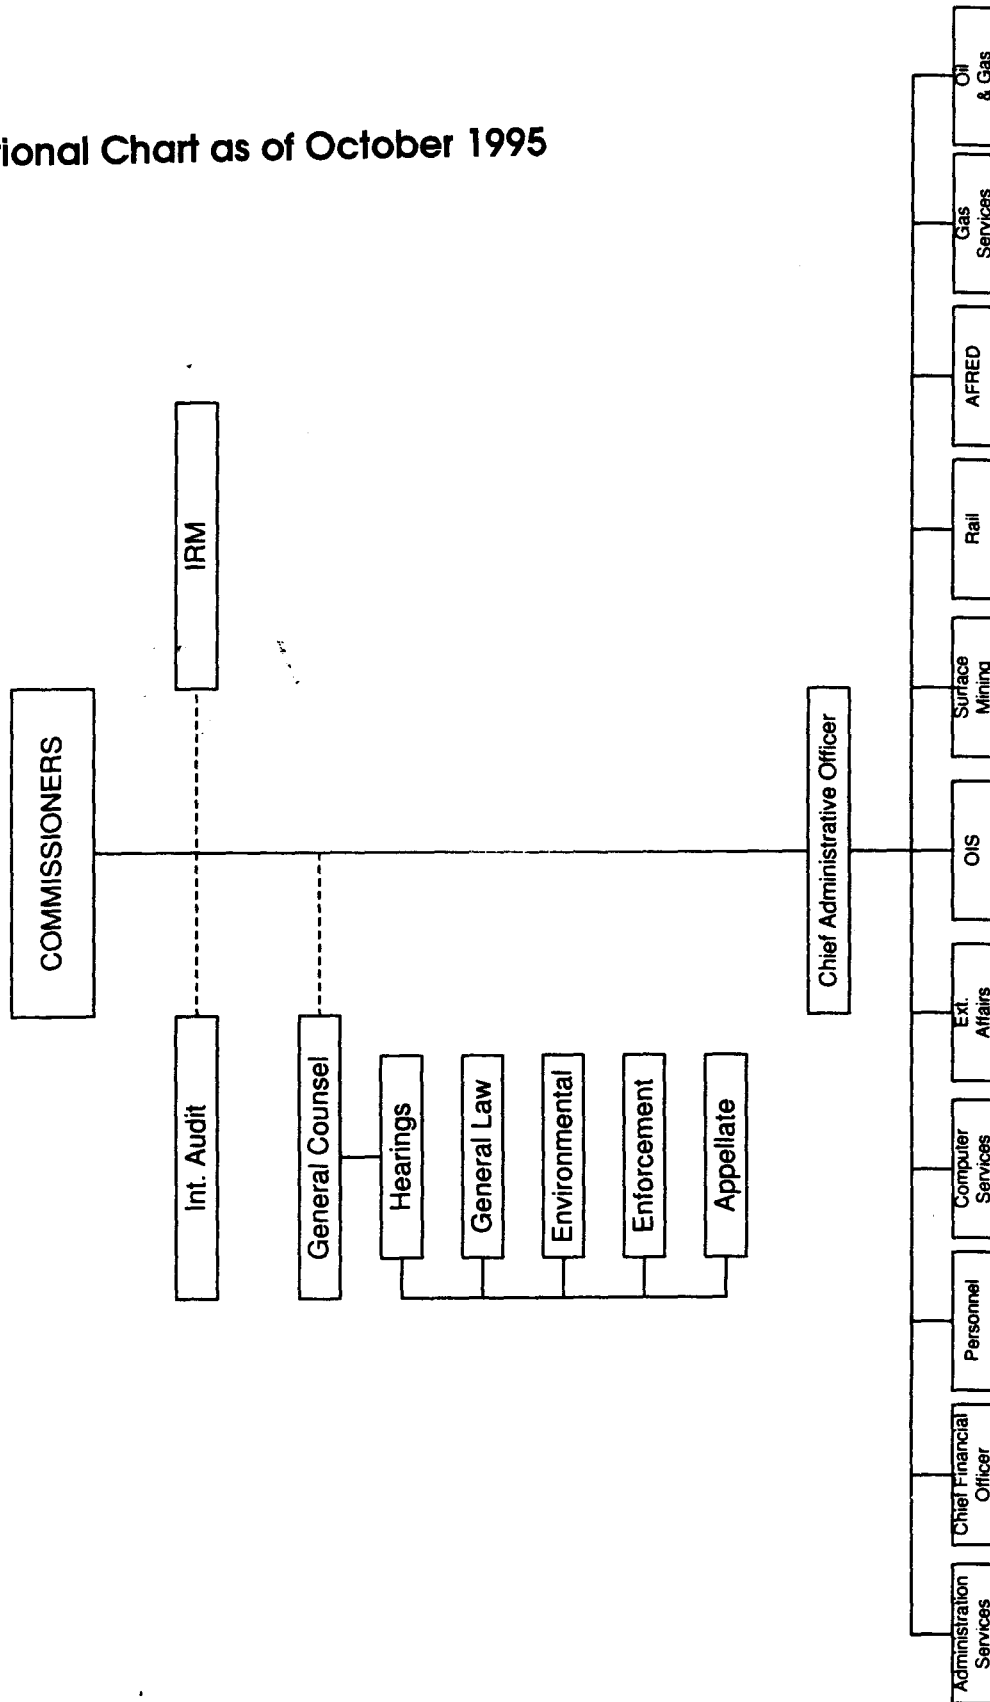 ional Chart as of October 1995
COMMISSIONERS
Int. Audit
IRM
General Counsel
Hearings
General Law
Environmental
Enforcement
Appellate
Chief Administrative Officer
Administration
Services
Chief Financial
Officer
Personnel
Computer
Services
Ext.
Affairs
OIS
Surface
Mining
Rail
AFRED
Gas
Services
Oil
& Gas